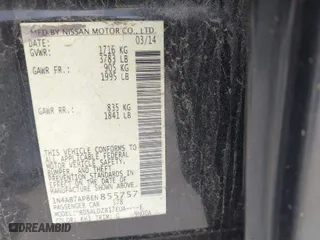 MFD BY NISSAN MOTOR CO., LTD.
DATE: 03/14
GVWR: 1716 KG
3783 LB
GAWR FR.: 905 KG
1995 LB
GAWR RR.: 835 KG
1841 LB
THIS VEHICLE CONFORMS TO ALL
APPLICABLE FEDERAL MOTOR
VEHICLE SAFETY,
BUMPER, AND THEFT
PREVENTION STANDARDS IN
EFFECT ON THE DATE OF
MANUFACTURE SHOWN ABOVE.
1N4AB7AP8EN855757
PASSENGER CAR
MODEL: